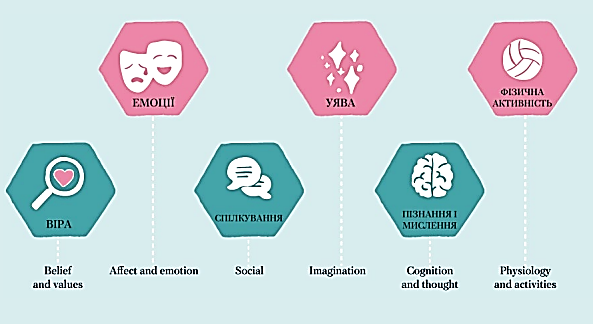 ЕМОЦІЇ
УЯВА
ФІЗИЧНА
АКТИВНІСТЬ
ВІРА
СПІЛКУВАННЯ
ПІЗНАННЯ І
МИСЛЕННЯ
Belief
and values
Affect and emotion
Social
Imagination
Cognition
and thought
Physiology
and activities